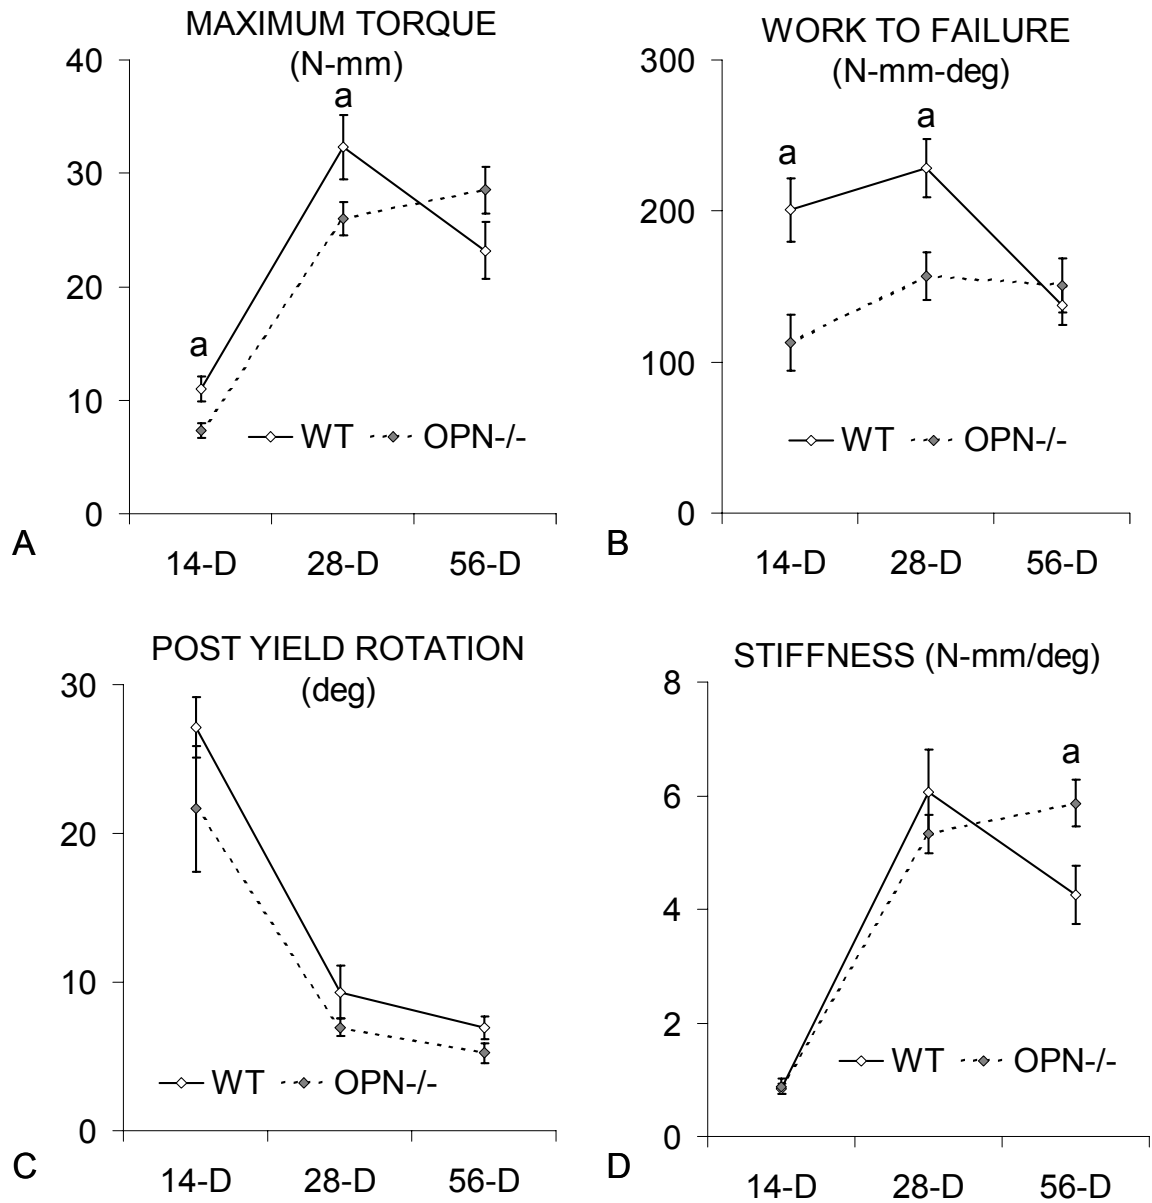 MAXIMUM TORQUE
(N-mm)
40
30
20
10
0
a
a
WT OPN-/-
14-D 28-D 56-D
A
WORK TO FAILURE
(N-mm-deg)
300
200
100
0
a
a
WT OPN-/-
14-D 28-D 56-D
B
POST YIELD ROTATION
(deg)
30
20
10
0
WT OPN-/-
14-D 28-D 56-D
C
STIFFNESS (N-mm/deg)
8
6
4
2
0
a
WT OPN-/-
14-D 28-D 56-D
D